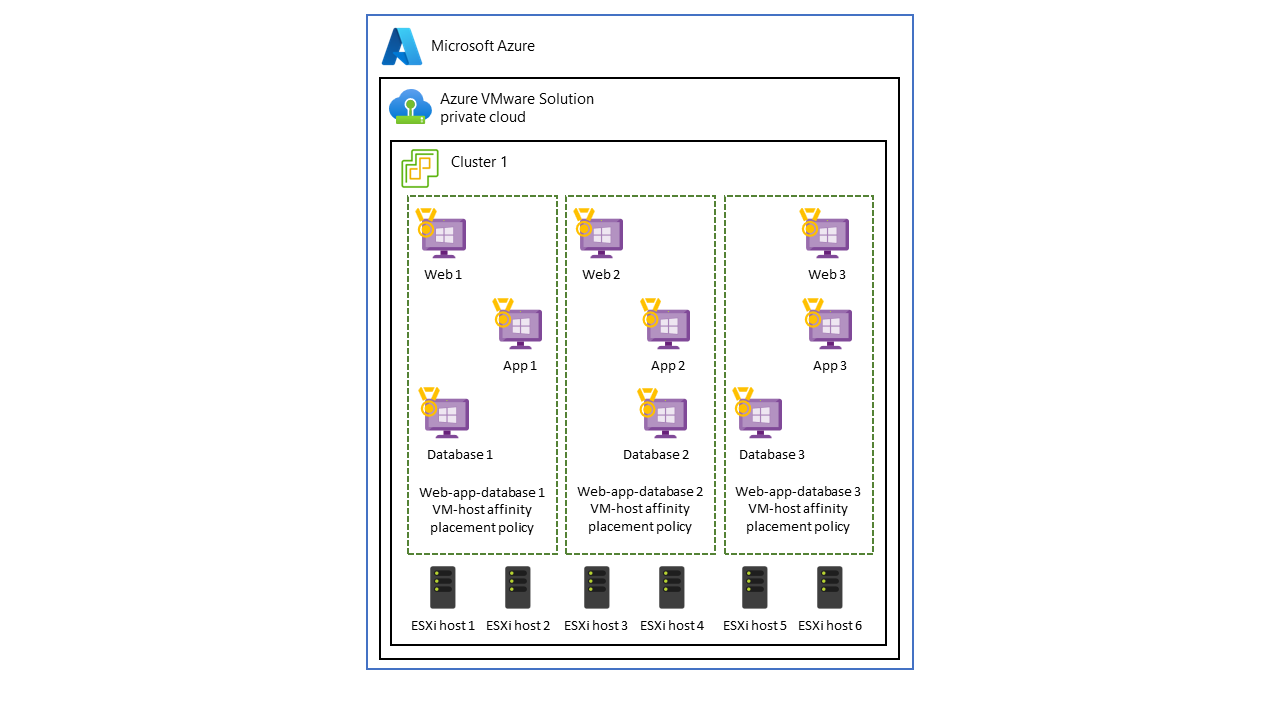 Microsoft Azure
Azure VMware Solution
private cloud
Cluster 1
Web 1
Web 2
Web 3
App 1
App 2
App 3
Database 1
Database 2
Database 3
Web-app-database 1
VM-host affinity
placement policy
Web-app-database 2
VM-host affinity
placement policy
Web-app-database 3
VM-host affinity
placement policy
ESXi host 1
ESXi host 2
ESXi host 3
ESXi host 4
ESXi host 5
ESXi host 6